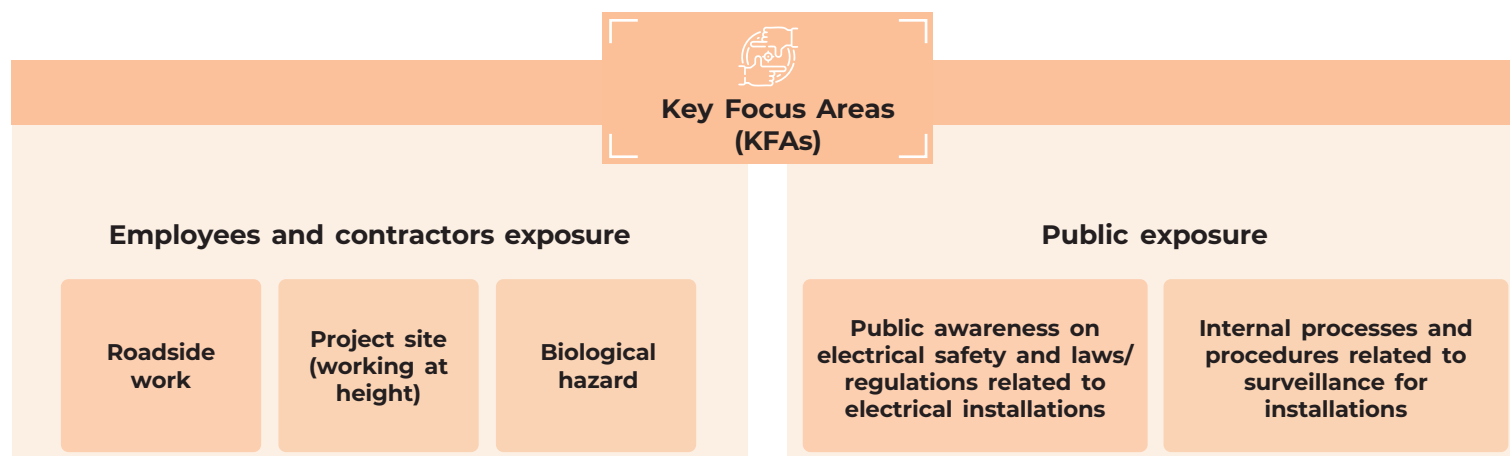 Key Focus Areas
(KFAs)
Employees and contractors exposure
Roadside
work
Project site
(working at
height)
Biological
hazard
Public exposure
Public awareness on
electrical safety and laws/
regulations related to
electrical installations
Internal processes and
procedures related to
surveillance for
installations